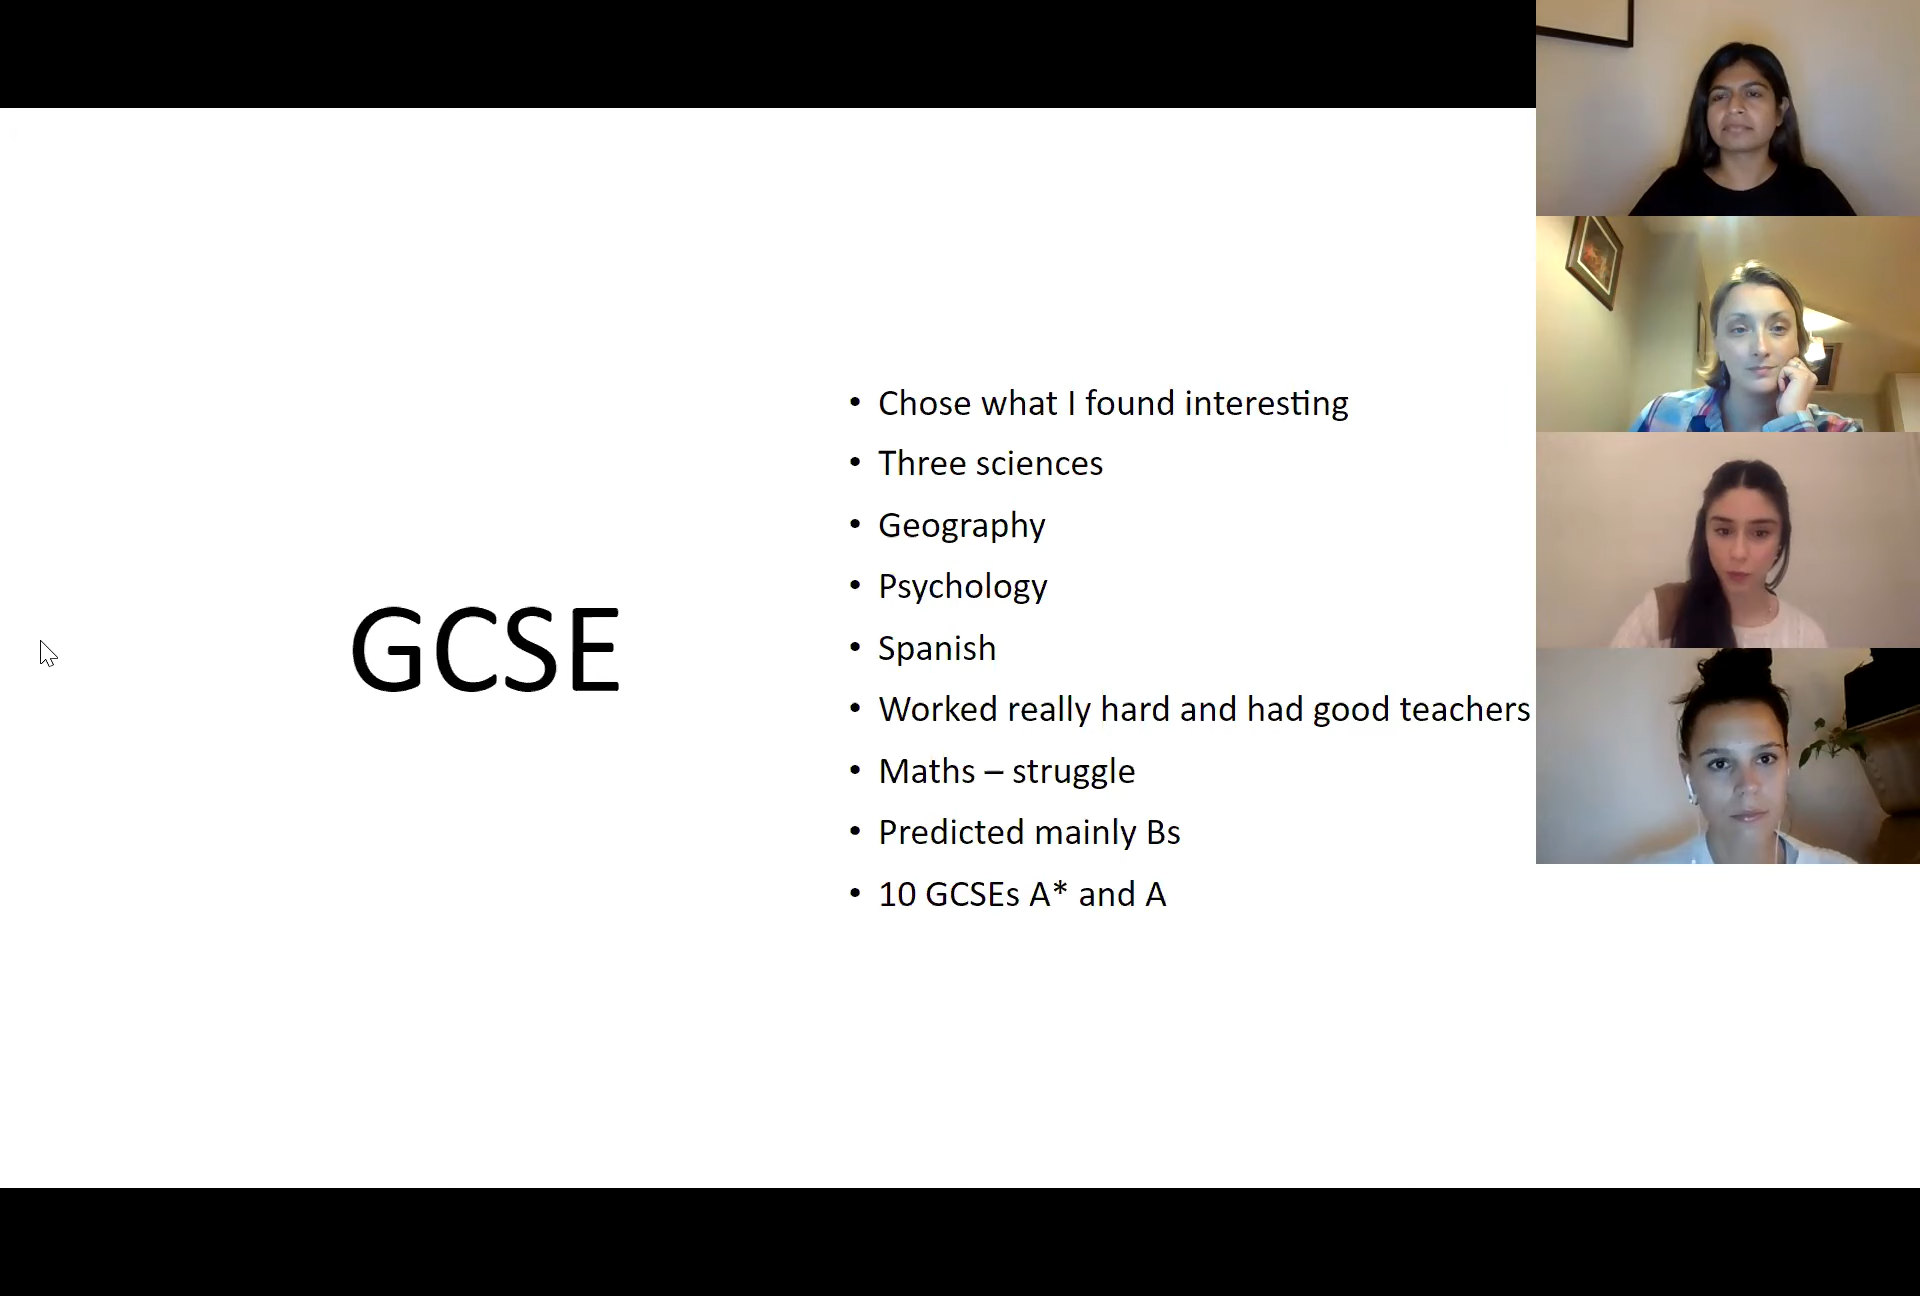 GCSE
• Chose what I found interesting
• Three sciences
• Geography
• Psychology
• Spanish
• Worked really hard and had good teachers
• Maths – struggle
• Predicted mainly Bs
• 10 GCSEs A* and A